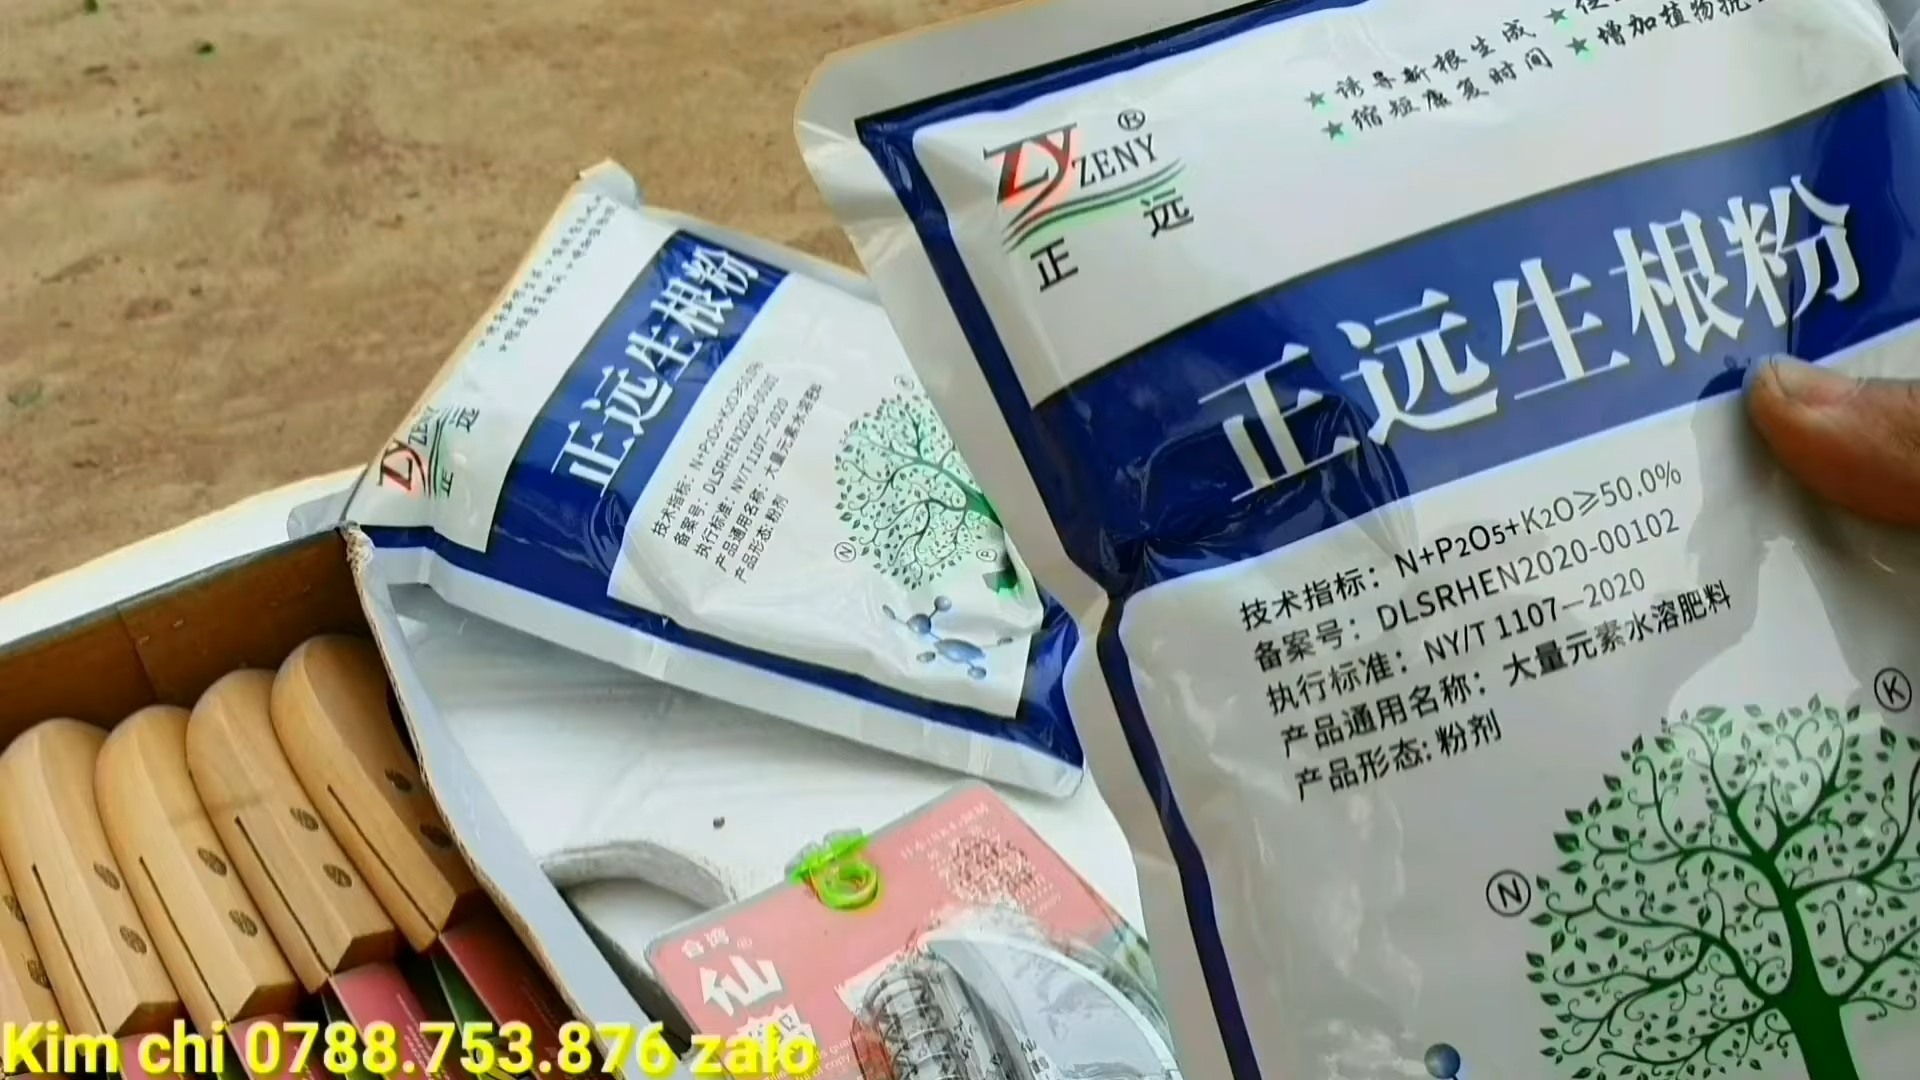 ★诱导新根生成
★缩短康复时间
★增加植物抗
ZY ZENY ®
正远
正远生根粉
技术指标：N+P2O5+K2O≥50.0%
备案号：DLSRHEN2020-00102
执行标准：NY/T 1107—2020
产品通用名称：大量元素水溶肥料
产品形态:粉剂
K
N
ZY ZENY
正远
正远生根粉
技术指标：N+P2O5+K2O≥50.0%
备案号：DLSRHEN2020-00102
执行标准：NY/T 1107—2020
产品通用名称：大量元素水溶肥料
产品形态:粉剂
N
台湾
仙鹤
Kim chi 0788.753.876 zalo